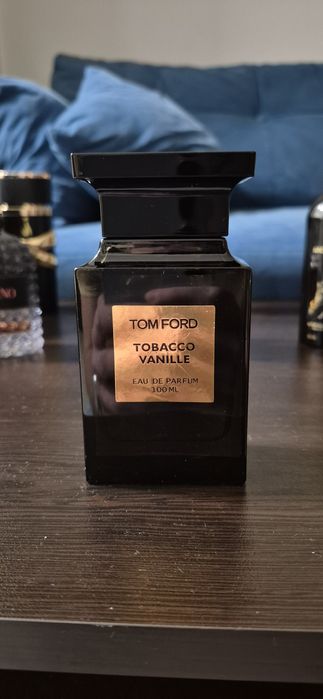 TOM FORD
TOBACCO
VANILLE
EAU DE PARFUM
100 ML